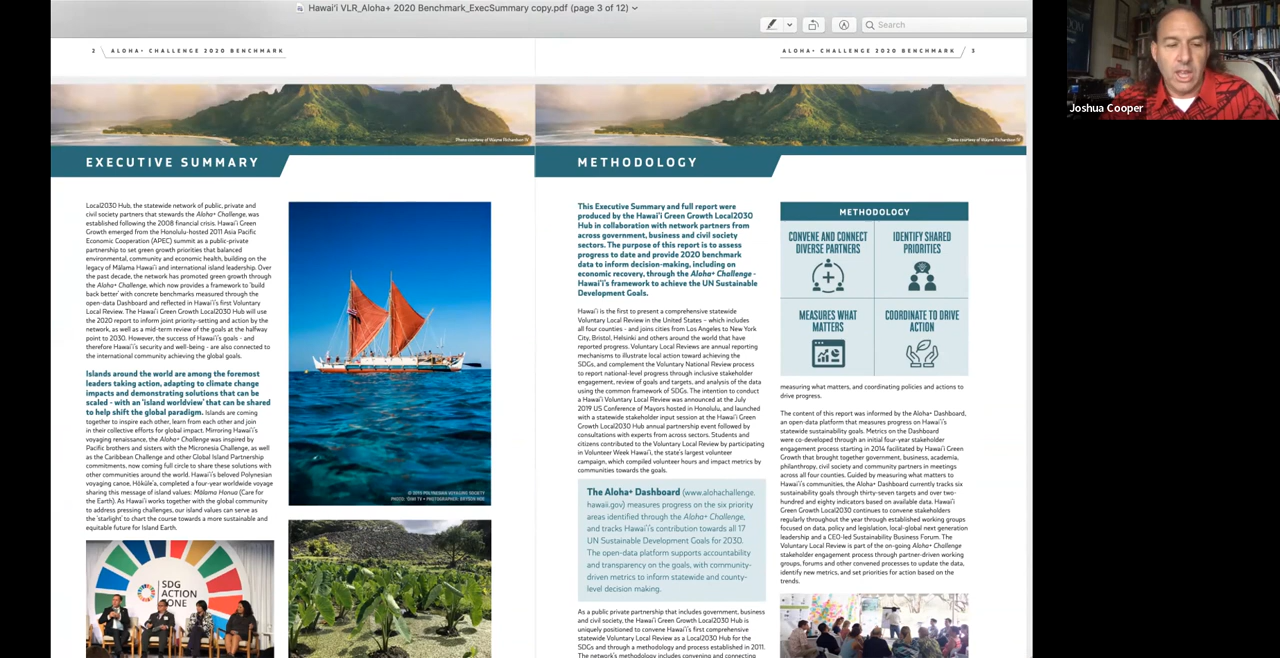 Hawai'i VLR_Aloha+ 2020 Benchmark_ExecSummary copy.pdf (page 3 of 12)
Search
2 ALOHA+ CHALLENGE 2020 BENCHMARK
ALOHA+ CHALLENGE 2020 BENCHMARK 3
Joshua Cooper
Photo courtesy of Wayne Richardson IV
Photo courtesy of Wayne Richardson IV
EXECUTIVE SUMMARY
Local2030 Hub, the statewide network of public, private and
civil society partners that stewards the Aloha+ Challenge, was
established following the 2008 financial crisis. Hawai'i Green
Growth emerged from the Honolulu-hosted 2011 Asia Pacific
Economic Cooperation (APEC) summit as a public-private
partnership to set green growth priorities that balanced
environmental, community and economic health, building on the
legacy of Mālama Hawai'i and international island leadership. Over
the past decade, the network has promoted green growth through
the Aloha+ Challenge, which now provides a framework to 'build
back better' with concrete benchmarks measured through the
open-data Dashboard and reflected in Hawai'i's first Voluntary
Local Review. The Hawai'i Green Growth Local2030 Hub will use
the 2020 report to inform joint priority-setting and action by the
network, as well as a mid-term review of the goals at the halfway
point to 2030. However, the success of Hawai'i's goals - and
therefore Hawai'i's security and well-being - are also connected to
the international community achieving the global goals.
Islands around the world are among the foremost
leaders taking action, adapting to climate change
impacts and demonstrating solutions that can be
scaled - with an 'island worldview' that can be shared
to help shift the global paradigm. Islands are coming
together to inspire each other, learn from each other and join
in their collective efforts for global impact. Mirroring Hawai'i's
voyaging renaissance, the Aloha+ Challenge was inspired by
Pacific brothers and sisters with the Micronesia Challenge, as well
as the Caribbean Challenge and other Global Island Partnership
commitments, now coming full circle to share these solutions with
other communities around the world. Hawai'i's beloved Polynesian
voyaging canoe, Hōkūle'a, completed a four-year worldwide voyage
sharing this message of island values: Mālama Honua (Care for
the Earth). As Hawai'i works together with the global community
to address pressing challenges, our island values can serve as
the 'starlight' to chart the course towards a more sustainable and
equitable future for Island Earth.
SDG
ACTION
ZONE
© 2015 POLYNESIAN VOYAGING SOCIETY
METHODOLOGY
This Executive Summary and full report were
produced by the Hawai'i Green Growth Local2030
Hub in collaboration with network partners from
across government, business and civil society
sectors. The purpose of this report is to assess
progress to date and provide 2020 benchmark
data to inform decision-making, including on
economic recovery, through the Aloha+ Challenge -
Hawai'i's framework to achieve the UN Sustainable
Development Goals.
Hawai'i is the first to present a comprehensive statewide
Voluntary Local Review in the United States – which includes
all four counties - and joins cities from Los Angeles to New York
City, Bristol, Helsinki and others around the world that have
reported progress. Voluntary Local Reviews are annual reporting
mechanisms to illustrate local action toward achieving the
SDGs, and complement the Voluntary National Review process
to report national-level progress through inclusive stakeholder
engagement, review of goals and targets, and analysis of the data
using the common framework of SDGs. The intention to conduct
a Hawai'i Voluntary Local Review was announced at the July
2019 US Conference of Mayors hosted in Honolulu, and launched
with a statewide stakeholder input session at the Hawai'i Green
Growth Local2030 Hub annual partnership event followed by
consultations with experts from across sectors. Students and
citizens contributed to the Voluntary Local Review by participating
in Volunteer Week Hawai'i, the state's largest volunteer
campaign, which compiled volunteer hours and impact metrics by
communities towards the goals.
The Aloha+ Dashboard (www.alohachallenge.
hawaii.gov) measures progress on the six priority
areas identified through the Aloha+ Challenge,
and tracks Hawai'i's contribution towards all 17
UN Sustainable Development Goals for 2030.
The open-data platform supports accountability
and transparency on the goals, with community-
driven metrics to inform statewide and county-
level decision making.
As a public private partnership that includes government, business
and civil society, the Hawai'i Green Growth Local2030 Hub is
uniquely positioned to convene Hawai'i's first comprehensive
statewide Voluntary Local Review as a Local2030 Hub for the
SDGs and through a methodology and process established in 2011.
The network's methodology includes convening and connecting
METHODOLOGY
CONVENE AND CONNECT
DIVERSE PARTNERS
IDENTIFY SHARED
PRIORITIES
MEASURES WHAT
MATTERS
COORDINATE TO DRIVE
ACTION
measuring what matters, and coordinating policies and actions to
drive progress.
The content of this report was informed by the Aloha+ Dashboard,
an open-data platform that measures progress on Hawai'i's
statewide sustainability goals. Metrics on the Dashboard
were co-developed through an initial four-year stakeholder
engagement process starting in 2014 facilitated by Hawai'i Green
Growth that brought together government, business, academia,
philanthropy, civil society and community partners in meetings
across all four counties. Guided by measuring what matters to
Hawai'i's communities, the Aloha+ Dashboard currently tracks six
sustainability goals through thirty-seven targets and over two-
hundred and eighty indicators based on available data. Hawai'i
Green Growth Local2030 continues to convene stakeholders
regularly throughout the year through established working groups
focused on data, policy and legislation, local-global next generation
leadership and a CEO-led Sustainability Business Forum. The
Voluntary Local Review is part of the on-going Aloha+ Challenge
stakeholder engagement process through partner-driven working
groups, forums and other convened processes to update the data,
identify new metrics, and set priorities for action based on the
trends.